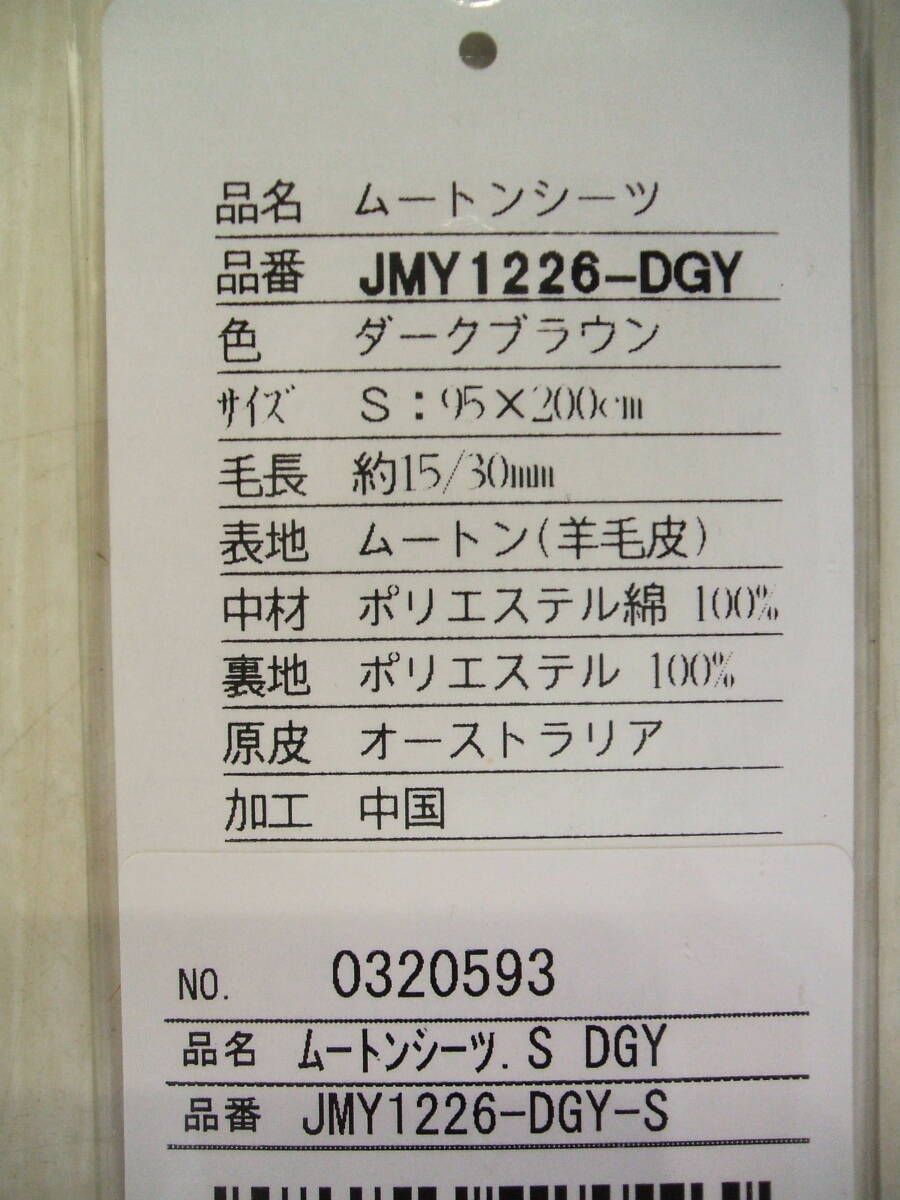 品名 ムートンシーツ
品番 JMY1226-DGY
色 ダークブラウン
サイズ S:95×200cm
毛長 約15/30mm
表地 ムートン(羊毛皮)
中材 ポリエステル綿 100%
裏地 ポリエステル 100%
原皮 オーストラリア
加工 中国
NO. 0320593
品名 ムートンシーツ. S DGY
品番 JMY1226-DGY-S